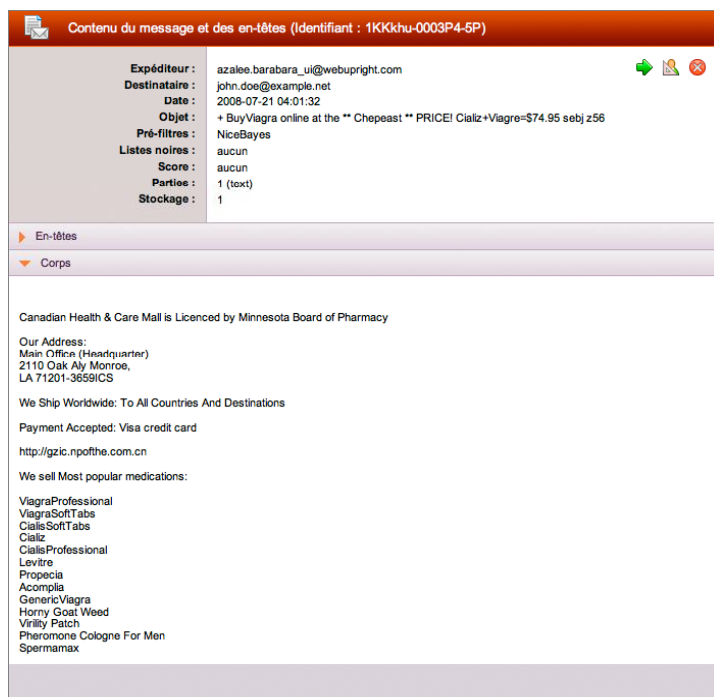 Contenu du message et des en-têtes (Identifiant : 1KKkhu-0003P4-5P)
Expéditeur : azalee.barabara_ui@webupright.com
Destinataire : john.doe@example.net
Date : 2008-07-21 04:01:32
Objet : + BuyViagra online at the ** Chepeast ** PRICE! Cializ+Viagre=$74.95 sebj z56
Pré-filtres : NiceBayes
Listes noires : aucun
Score : aucun
Parties : 1 (text)
Stockage : 1
En-têtes
Corps
Canadian Health & Care Mall is Licenced by Minnesota Board of Pharmacy
Our Address:
Main Office (Headquarter)
2110 Oak Aly Monroe,
LA 71201-3659ICS
We Ship Worldwide: To All Countries And Destinations
Payment Accepted: Visa credit card
http://gzic.npofthe.com.cn
We sell Most popular medications:
ViagraProfessional
ViagraSoftTabs
CialisSoftTabs
Cializ
CialisProfessional
Levitre
Propecia
Acomplia
GenericViagra
Horny Goat Weed
Virility Patch
Pheromone Cologne For Men
Spermamax